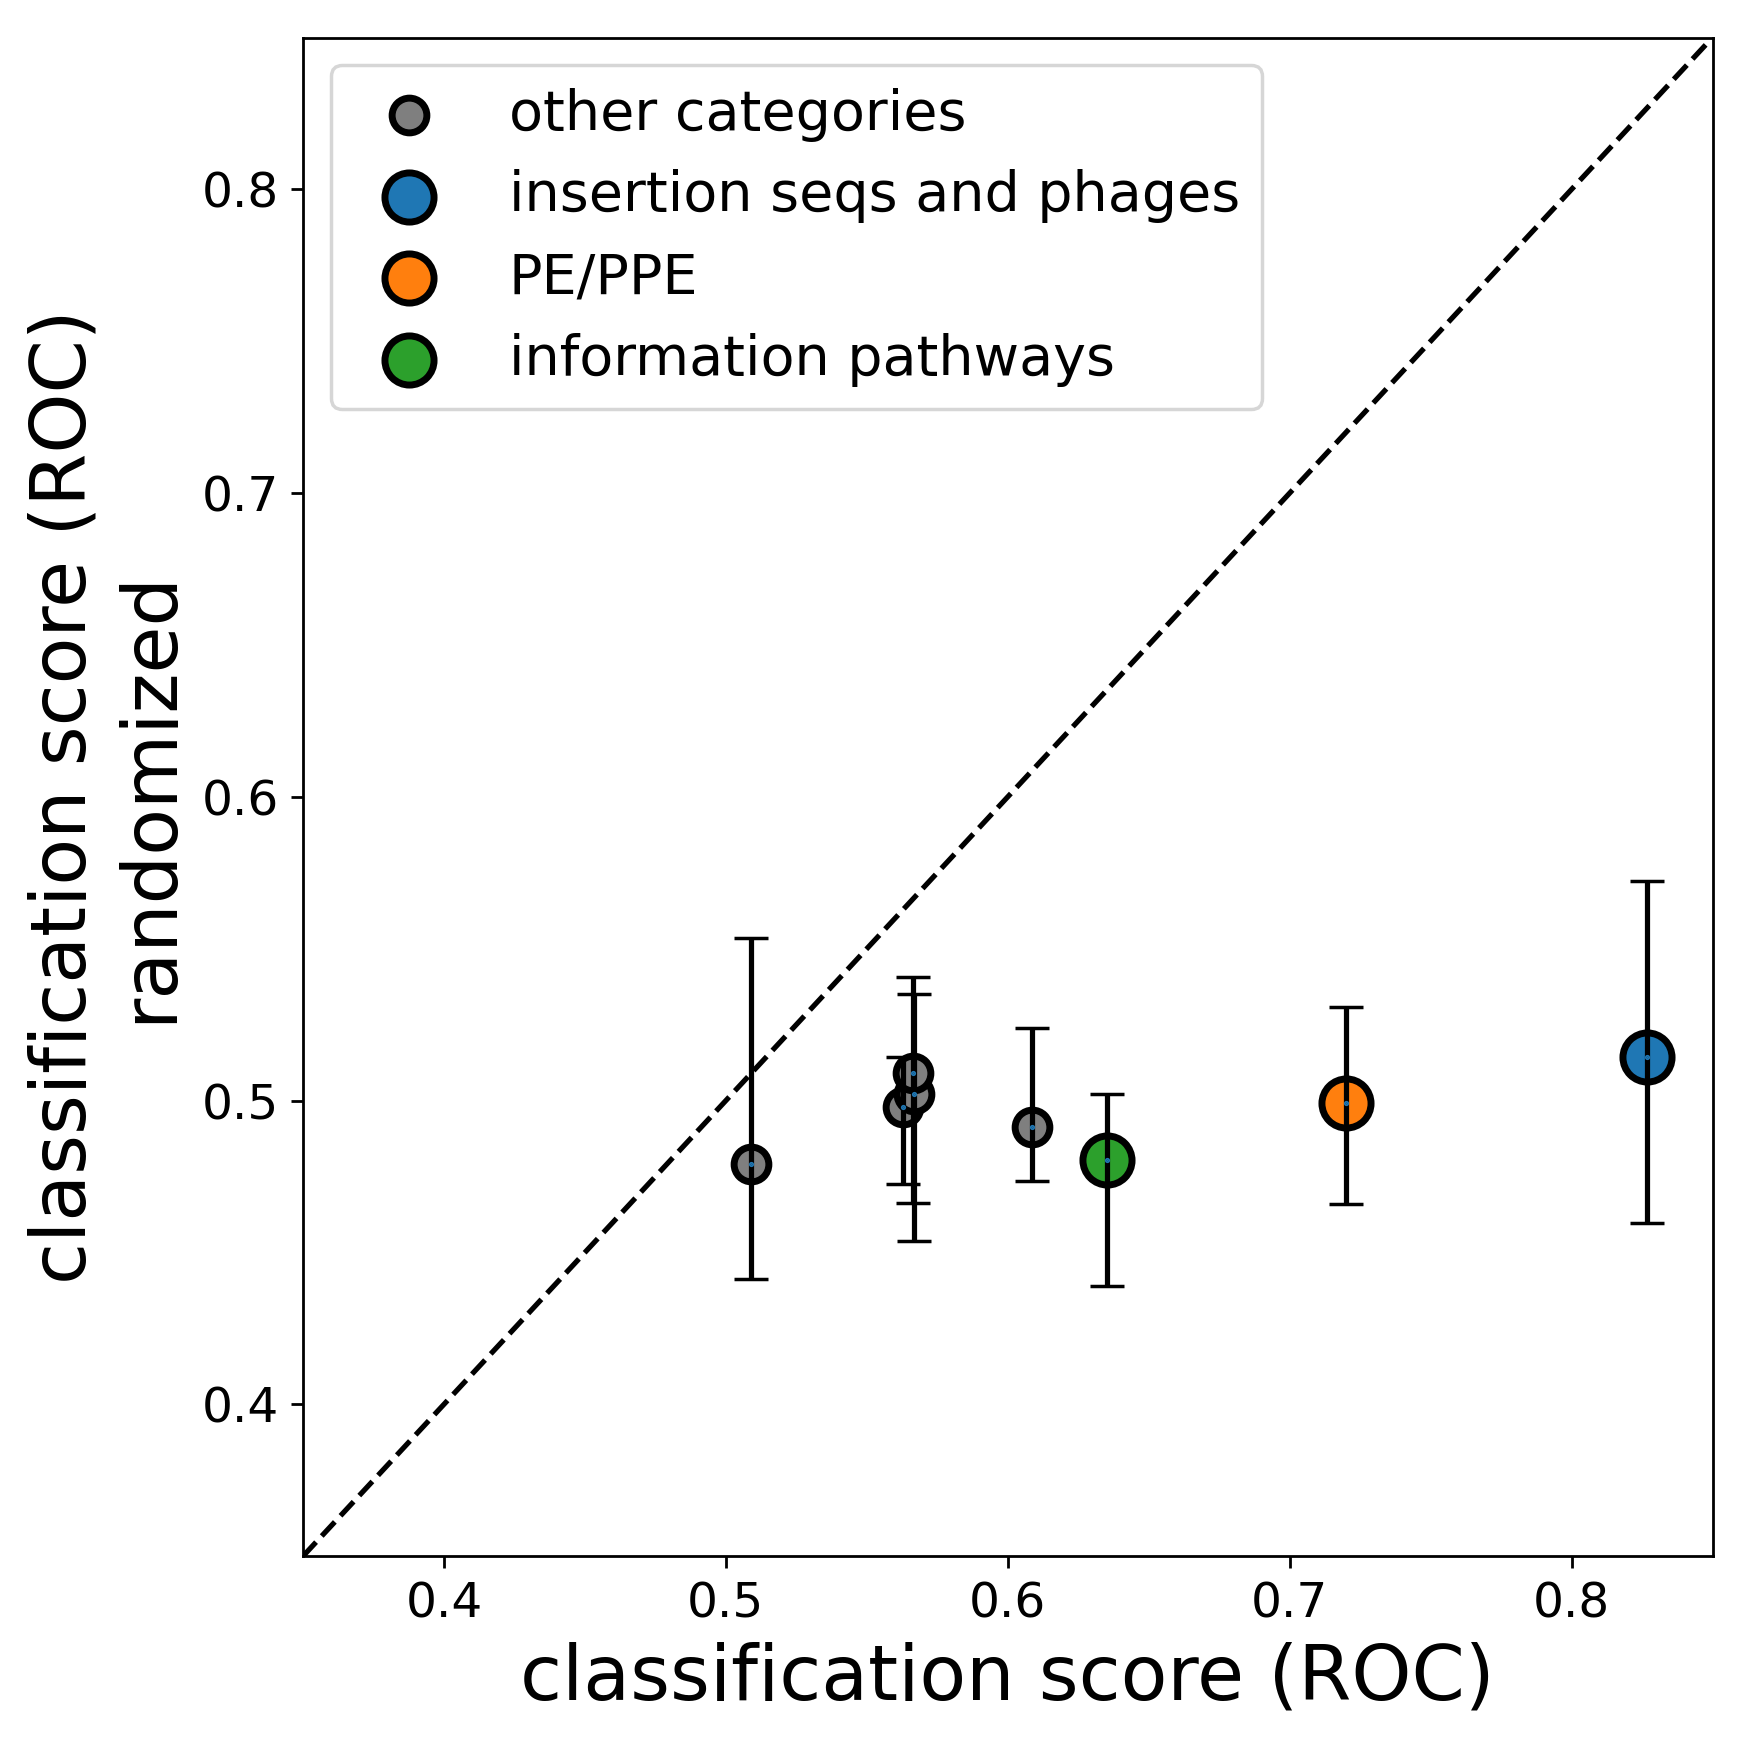 other categories
insertion seqs and phages
PE/PPE
information pathways
classification score (ROC)
randomized
0.8
0.7
0.6
0.5
0.4
0.4 0.5 0.6 0.7 0.8
classification score (ROC)